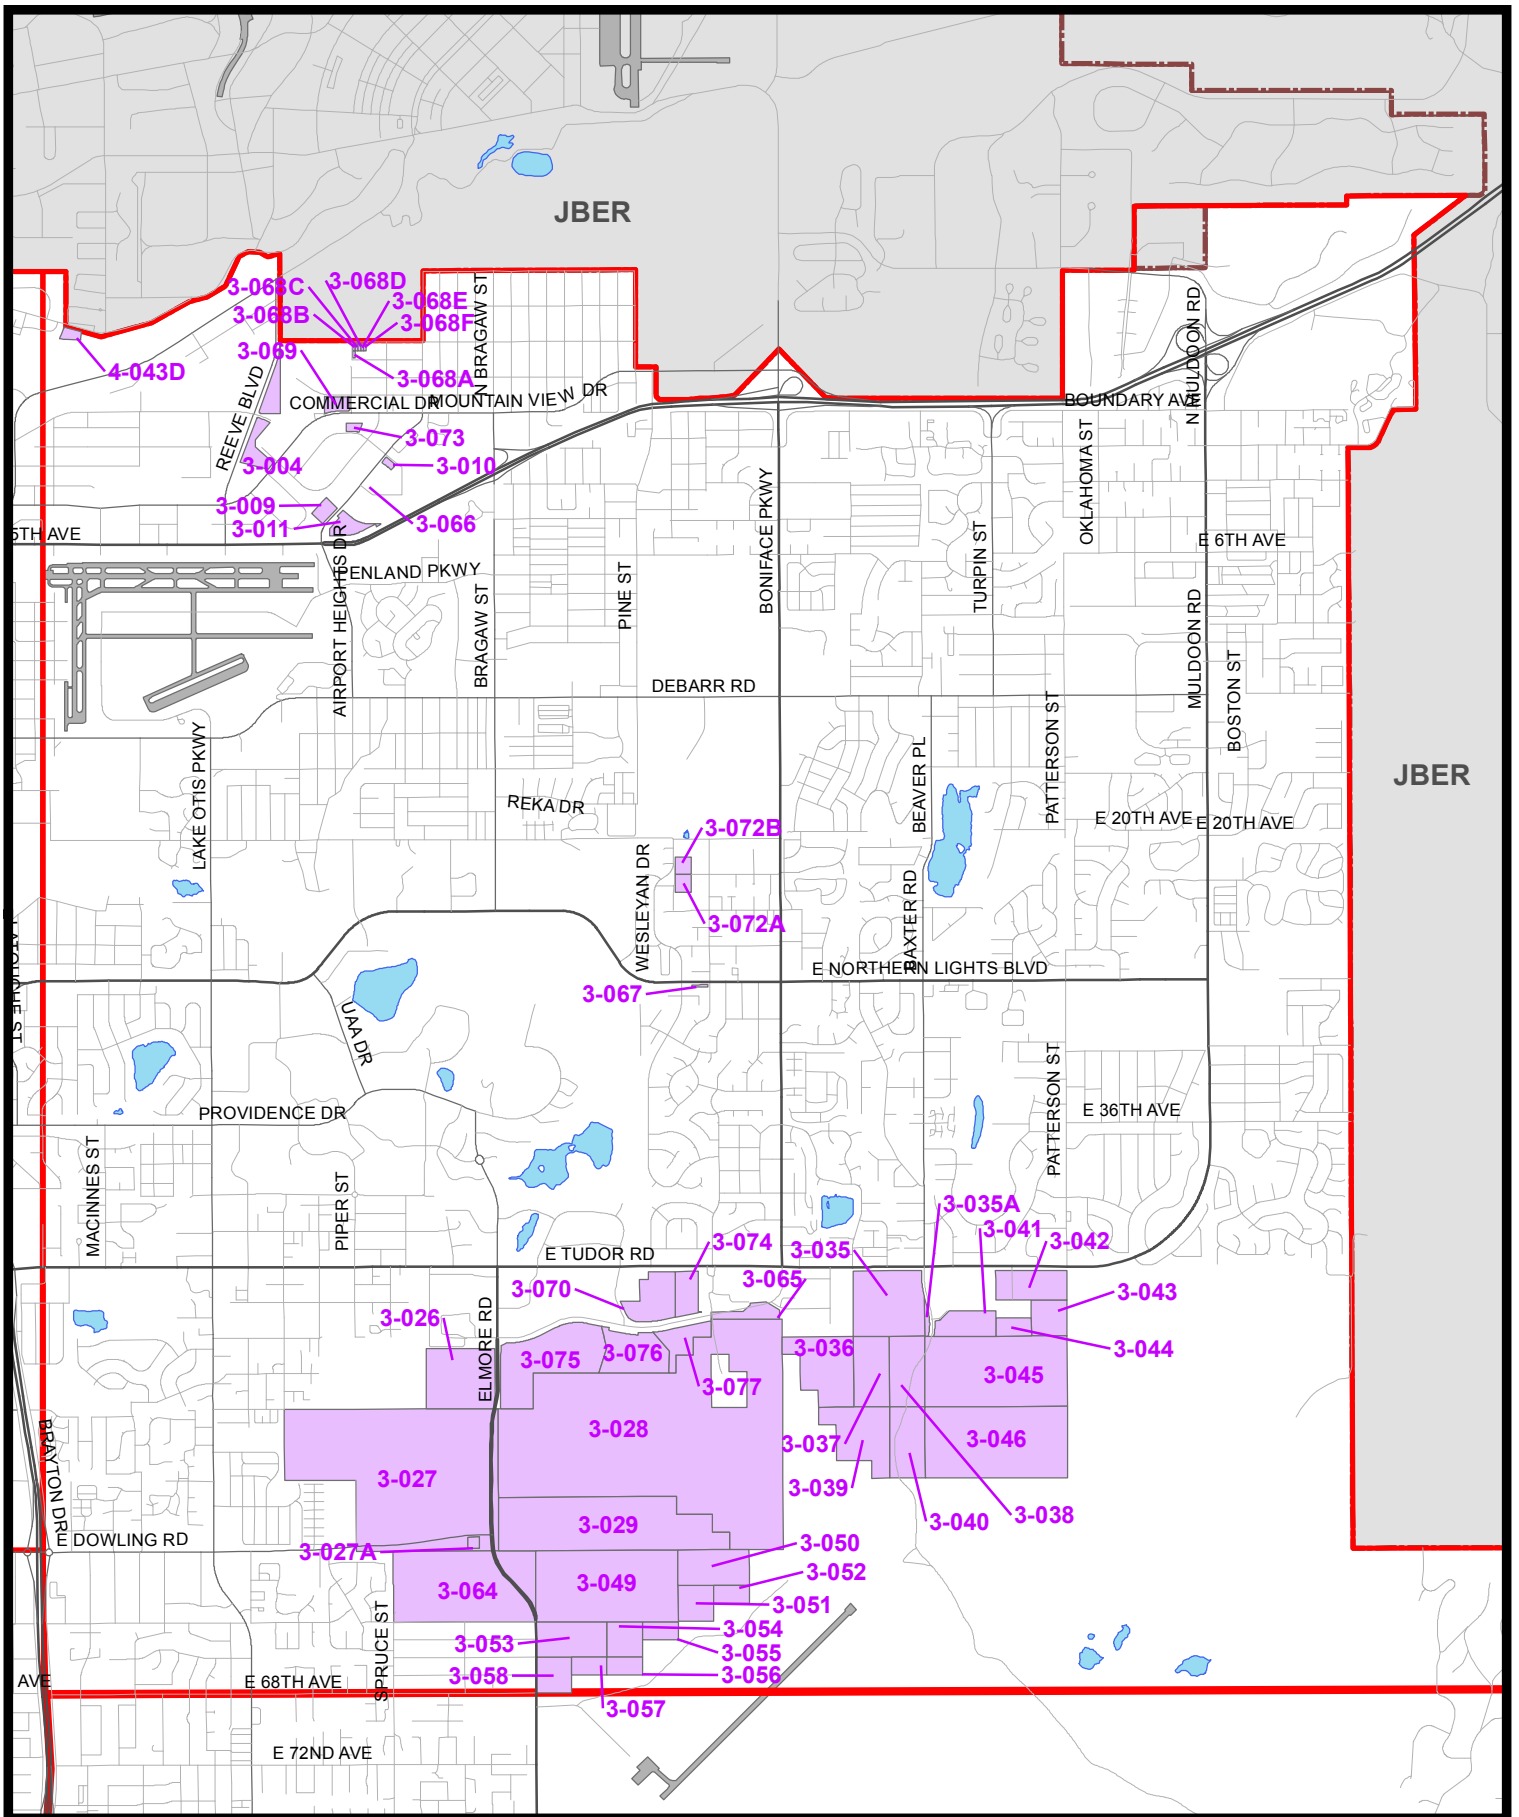 JBER
3-068C
3-068D
3-068E
3-068B
3-068F
3-069
4-043D
3-068A
N BRAGAW ST
N MULDOON RD
REEVE BLVD
COMMERCIAL DR
MOUNTAIN VIEW DR
BOUNDARY AVE
3-073
3-004
3-010
3-009
3-011
3-066
5TH AVE
OKLAHOMA ST
E 6TH AVE
BONIFACE PKWY
TURPIN ST
PENLAND PKWY
PINE ST
BRAGAW ST
AIRPORT HEIGHTS DR
MULDOON RD
BOSTON ST
DEBARR RD
PATTERSON ST
LAKE OTIS PKWY
BEAVER PL
JBER
REKA DR
E 20TH AVE
E 20TH AVE
3-072B
WESLEYAN DR
3-072A
BAXTER RD
LATOUCHE ST
E NORTHERN LIGHTS BLVD
3-067
UAA DR
PATTERSON ST
PROVIDENCE DR
E 36TH AVE
MACINNES ST
PIPER ST
3-035A
3-041
3-042
E TUDOR RD
3-074
3-035
3-065
3-070
3-043
3-026
ELMORE RD
3-044
3-036
3-075
3-076
3-045
3-077
3-028
3-037
3-046
BRAYTON DR
3-027
3-039
3-038
3-040
3-029
E DOWLING RD
3-027A
3-050
3-052
3-064
3-049
3-051
SPRUCE ST
3-054
3-053
3-055
3-058
3-056
AVE
E 68TH AVE
3-057
E 72ND AVE